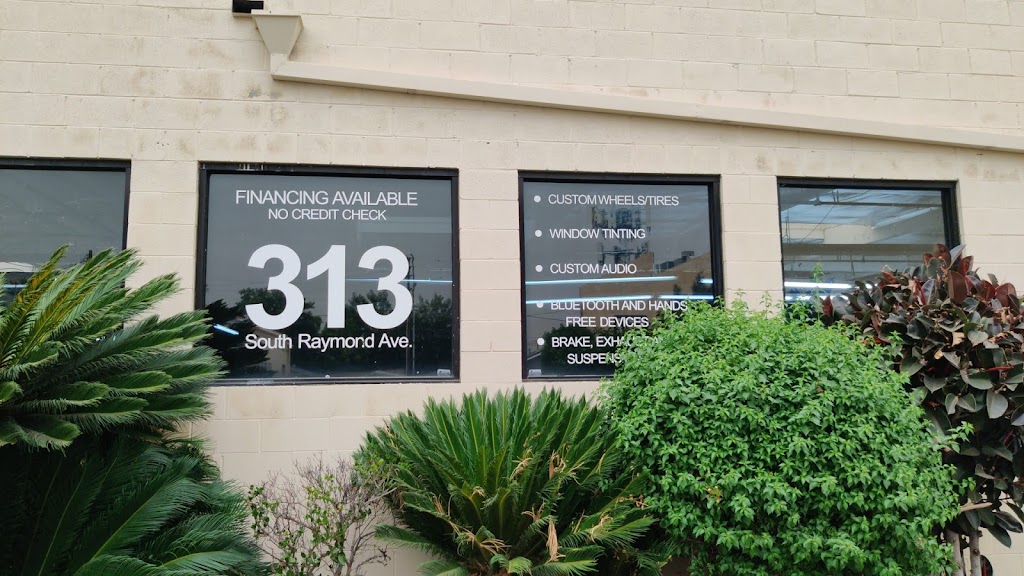 FINANCING AVAILABLE
NO CREDIT CHECK
313
South Raymond Ave.
• CUSTOM WHEELS/TIRES
• WINDOW TINTING
• CUSTOM AUDIO
• BLUETOOTH AND HANDS
FREE DEVICES
• BRAKE,